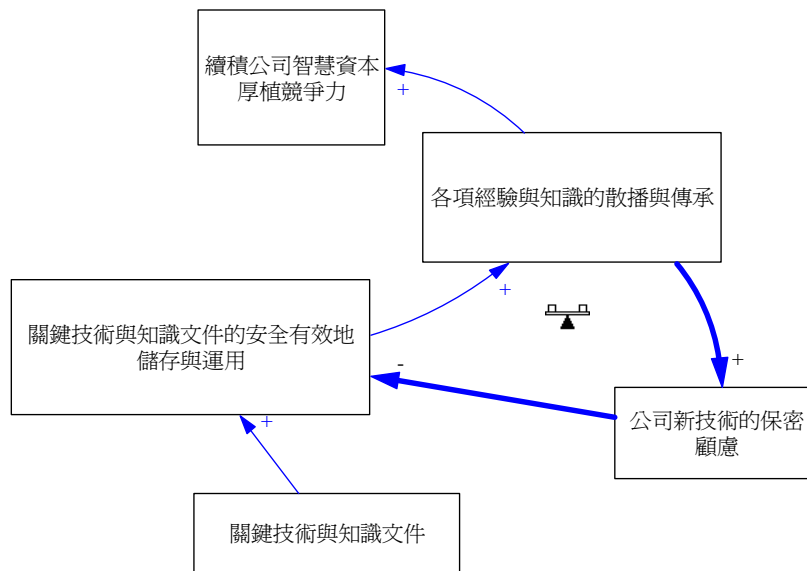 續積公司智慧資本
厚植競爭力
+
各項經驗與知識的散播與傳承
+
關鍵技術與知識文件的安全有效地
儲存與運用
-
+
公司新技術的保密
顧慮
+
關鍵技術與知識文件